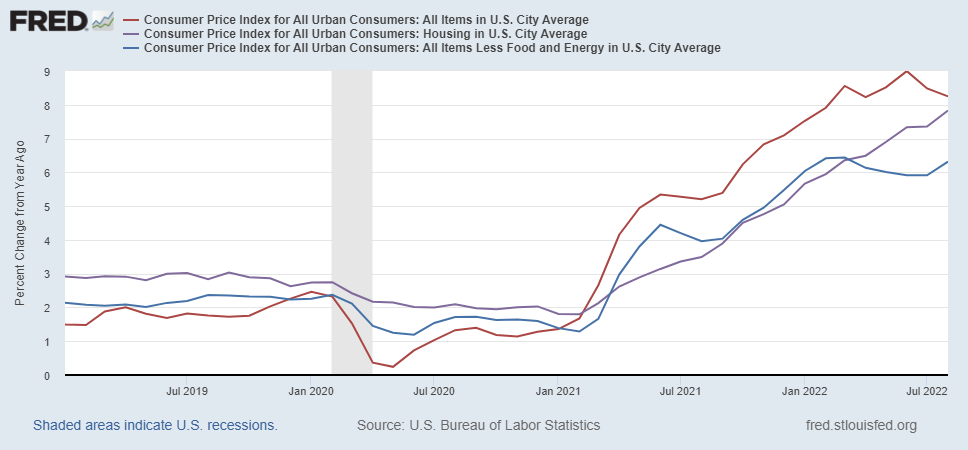 FRED
Consumer Price Index for All Urban Consumers: All Items in U.S. City Average
Consumer Price Index for All Urban Consumers: Housing in U.S. City Average
Consumer Price Index for All Urban Consumers: All Items Less Food and Energy in U.S. City Average
Percent Change from Year Ago
9
8
7
6
5
4
3
2
1
0
Jul 2019 Jan 2020 Jul 2020 Jan 2021 Jul 2021 Jan 2022 Jul 2022
Shaded areas indicate U.S. recessions. Source: U.S. Bureau of Labor Statistics fred.stlouisfed.org